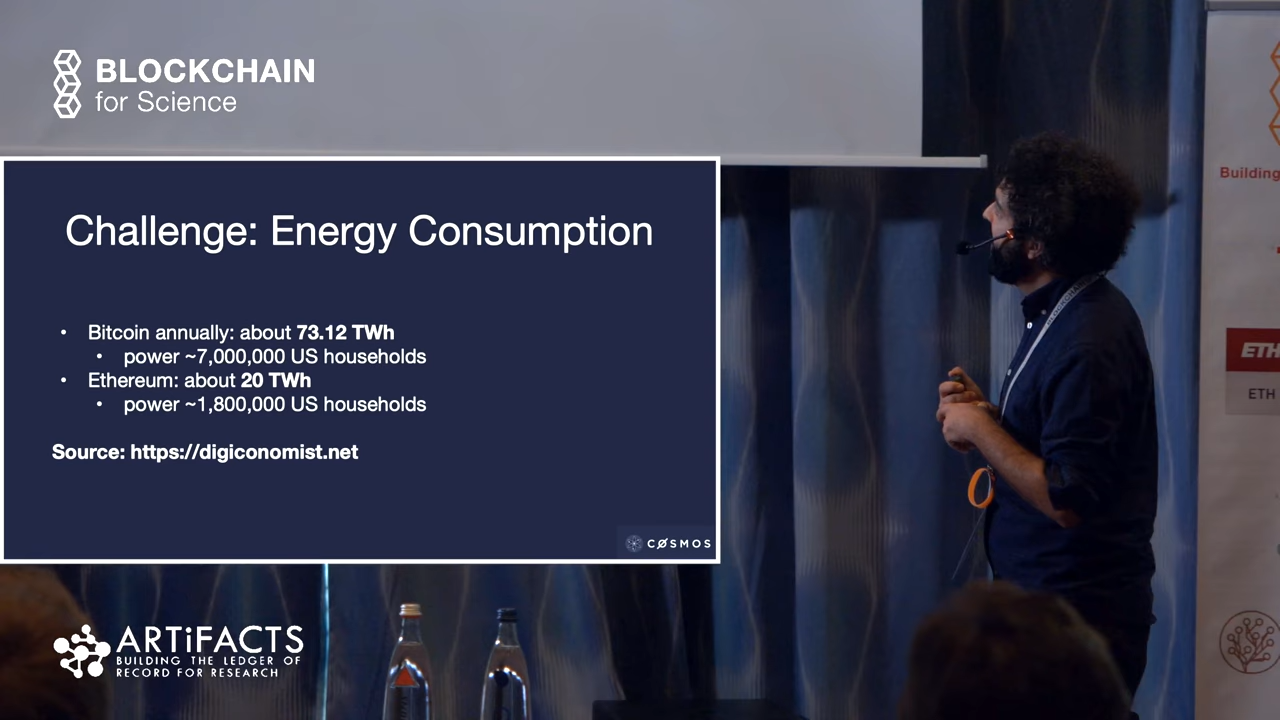 BLOCKCHAIN
for Science
Challenge: Energy Consumption
• Bitcoin annually: about 73.12 TWh
• power ~7,000,000 US households
• Ethereum: about 20 TWh
• power ~1,800,000 US households
Source: https://digiconomist.net
CØSMOS
ARTiFACTS
BUILDING THE LEDGER OF
RECORD FOR RESEARCH
Building
ETH
ETH